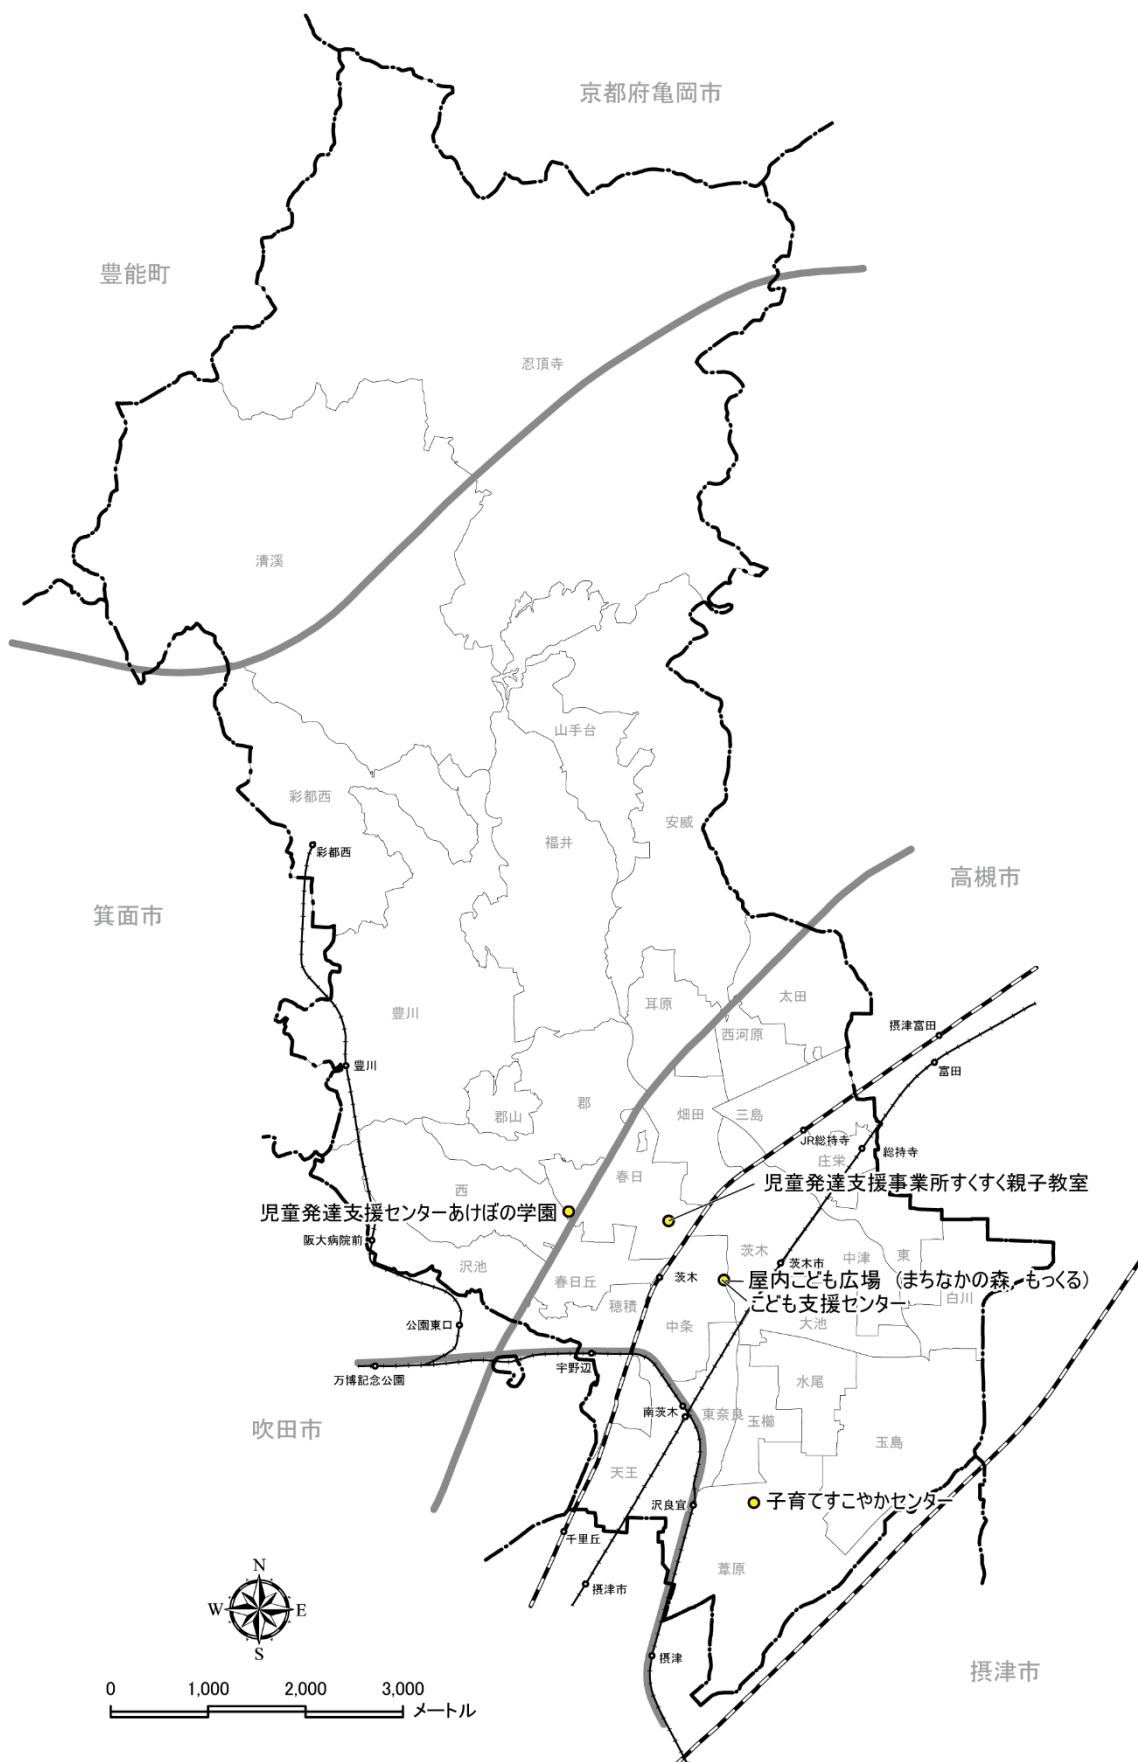 京都府亀岡市
豊能町
忍頂寺
清溪
山手台
彩都西
安威
福井
彩都西
高槻市
箕面市
太田
耳原
豊川
摂津富田
西河原
豊川
富田
郡
郡山
畑田
三島
JR総持寺
総持寺
庄栄
春日
児童発達支援事業所すくすく親子教室
西
児童発達支援センターあけぼの学園
阪大病院前
茨木
東
中津
茨木市
沢池
茨木
春日丘
屋内こども広場 (まちなかの森 もっくる)
こども支援センター
白川
穂積
大池
公園東口
中条
宇野辺
万博記念公園
水尾
南茨木
東奈良
玉櫛
吹田市
玉島
天王
子育てすこやかセンター
沢良宜
千里丘
葦原
摂津市
N
W
E
S
摂津
摂津市
0 1,000 2,000 3,000
メートル